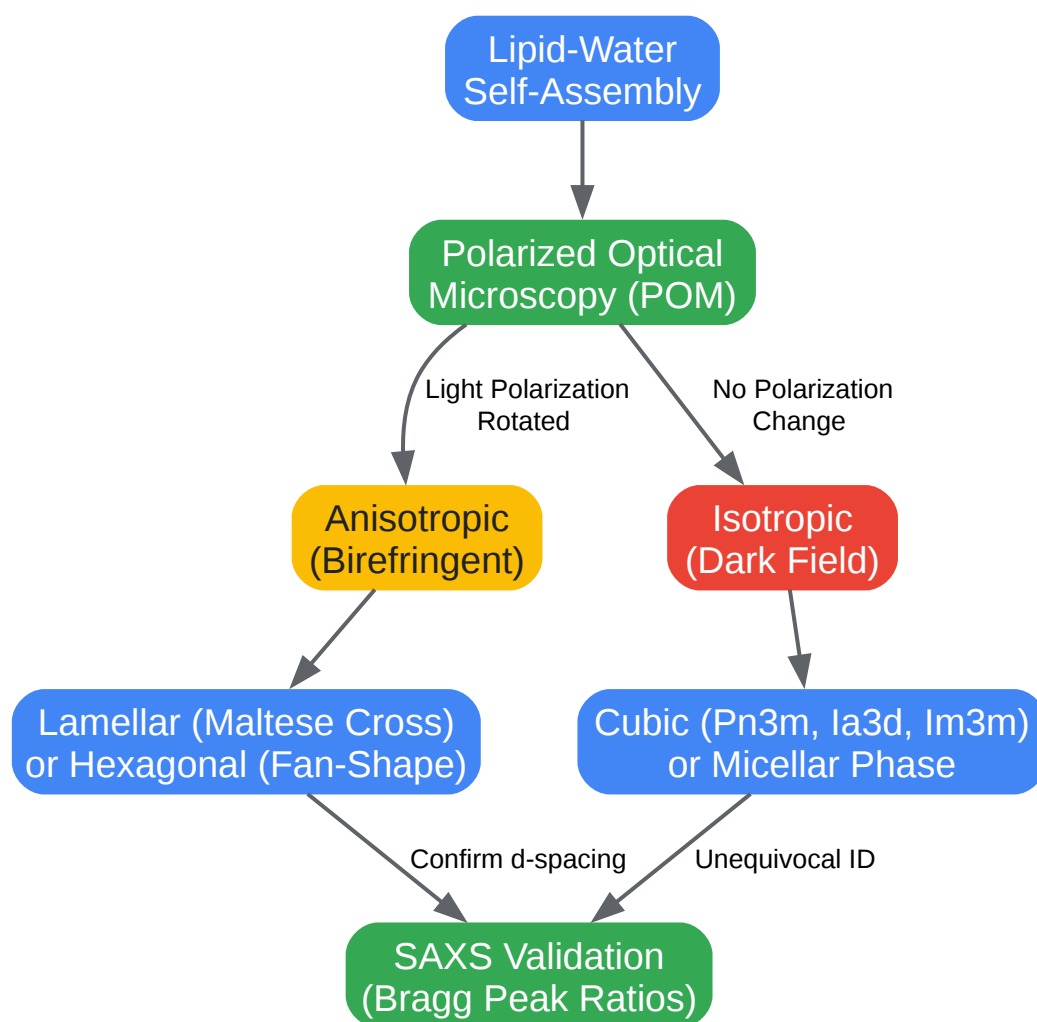 Lipid-Water
Self-Assembly
Polarized Optical
Microscopy (POM)
Light Polarization
Rotated
No Polarization
Change
Anisotropic
(Birefringent)
Isotropic
(Dark Field)
Lamellar (Maltese Cross)
or Hexagonal (Fan-Shape)
Cubic (Pn3m, Ia3d, Im3m)
or Micellar Phase
Confirm d-spacing
Unequivocal ID
SAXS Validation
(Bragg Peak Ratios)